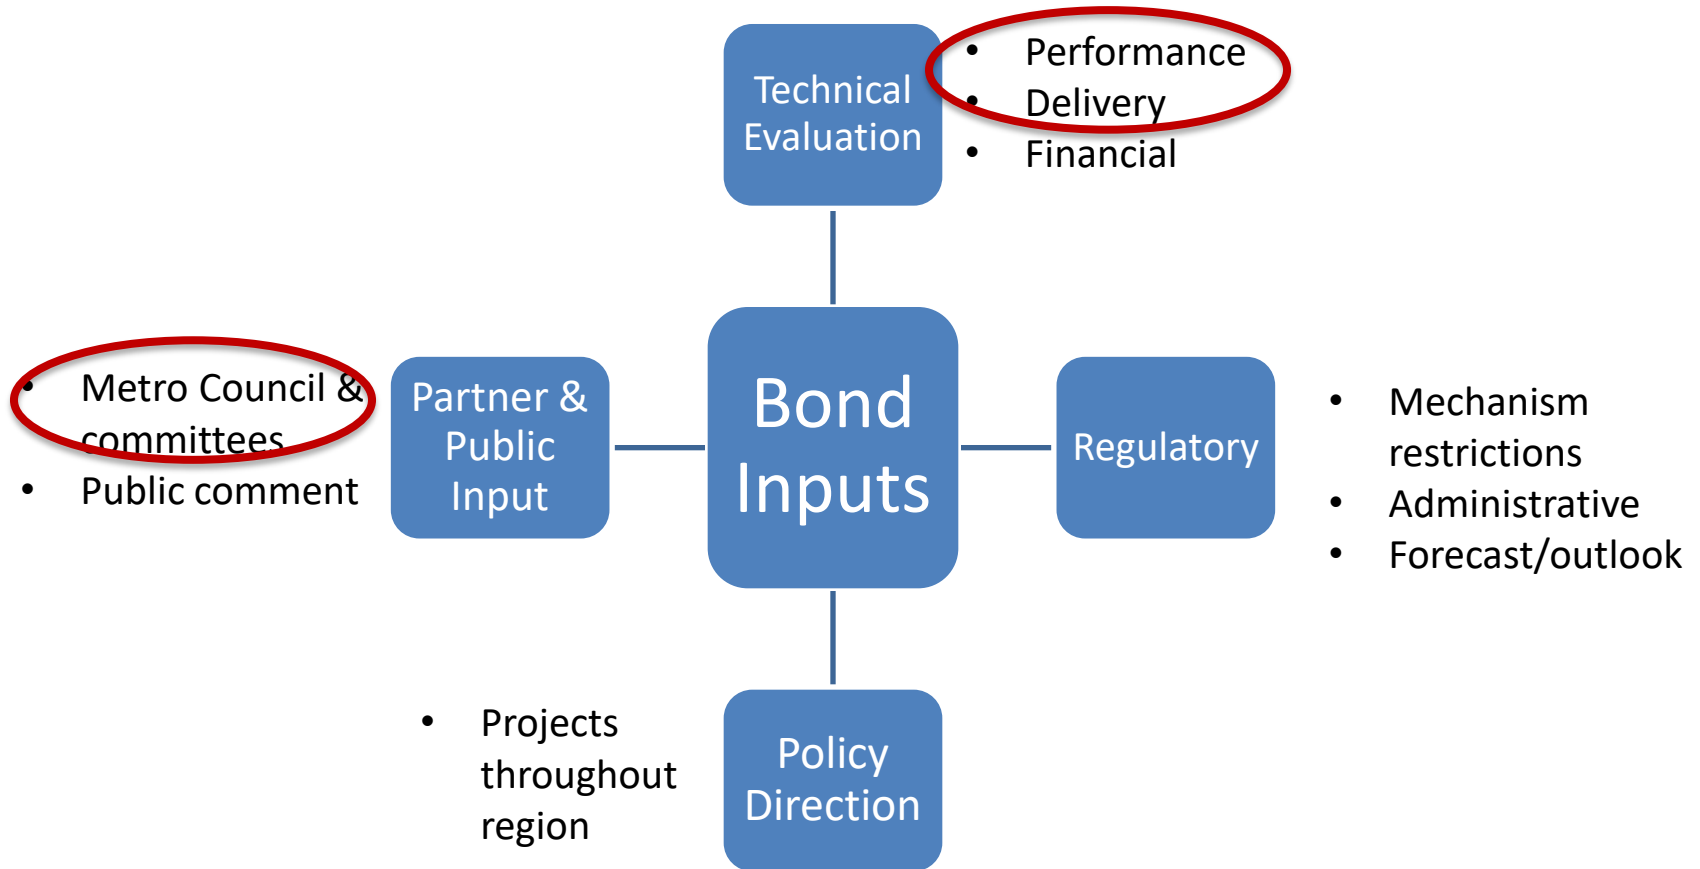 Technical
Evaluation
• Performance
• Delivery
• Financial
• Metro Council &
committees
• Public comment
Partner &
Public
Input
Bond
Inputs
Regulatory
• Mechanism
restrictions
• Administrative
• Forecast/outlook
• Projects
throughout
region
Policy
Direction